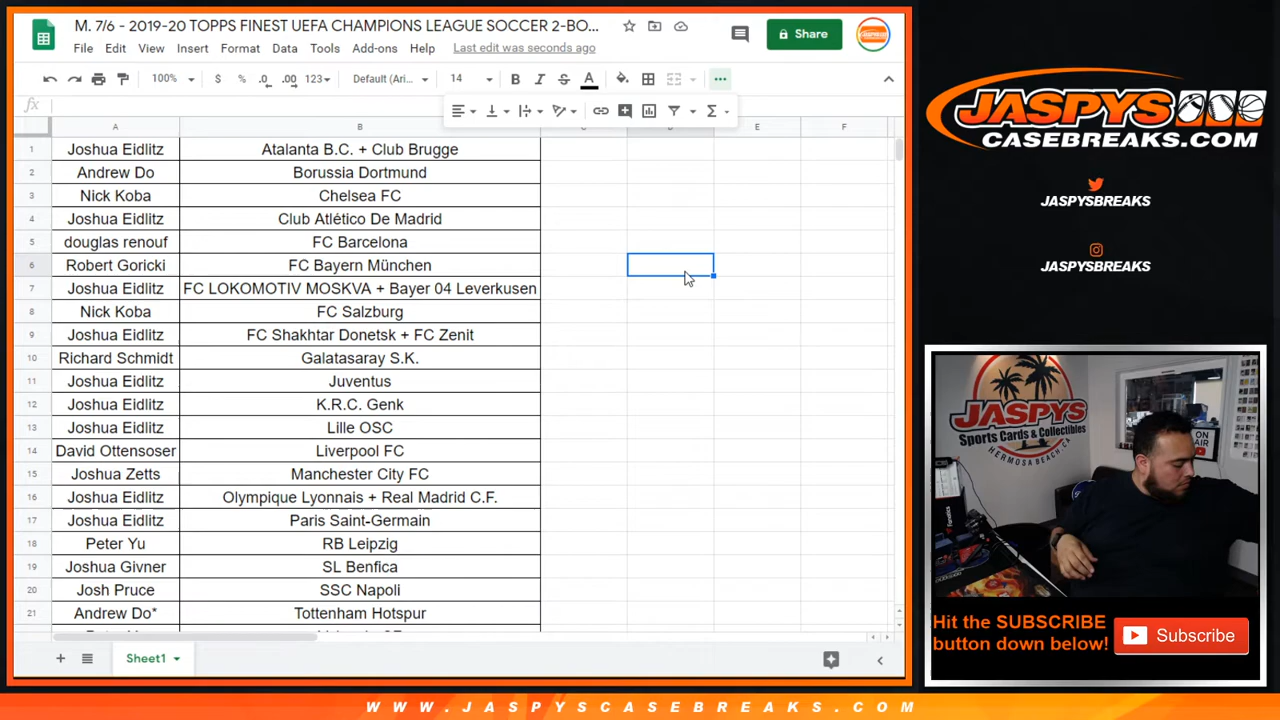 M. 7/6 - 2019-20 TOPPS FINEST UEFA CHAMPIONS LEAGUE SOCCER 2-BO...
Share
File Edit View Insert Format Data Tools Add-ons Help Last edit was seconds ago
100% $ % .0 .00 123 Default (Ari... 14 B I S A
fx
A B C D E F
1 Joshua Eidlitz Atalanta B.C. + Club Brugge
2 Andrew Do Borussia Dortmund
3 Nick Koba Chelsea FC
4 Joshua Eidlitz Club Atlético De Madrid
5 douglas renouf FC Barcelona
6 Robert Goricki FC Bayern München
7 Joshua Eidlitz FC LOKOMOTIV MOSKVA + Bayer 04 Leverkusen
8 Nick Koba FC Salzburg
9 Joshua Eidlitz FC Shakhtar Donetsk + FC Zenit
10 Richard Schmidt Galatasaray S.K.
11 Joshua Eidlitz Juventus
12 Joshua Eidlitz K.R.C. Genk
13 Joshua Eidlitz Lille OSC
14 David Ottensoser Liverpool FC
15 Joshua Zetts Manchester City FC
16 Joshua Eidlitz Olympique Lyonnais + Real Madrid C.F.
17 Joshua Eidlitz Paris Saint-Germain
18 Peter Yu RB Leipzig
19 Joshua Givner SL Benfica
20 Josh Pruce SSC Napoli
21 Andrew Do* Tottenham Hotspur
Sheet1
JASPYS
CASEBREAKS.COM
JASPYSBREAKS
JASPYSBREAKS
JASPYS
Sports Cards & Collectibles
HERMOSA BEACH, CA
ON
AIR
Fanatics
Hit the SUBSCRIBE
button down below!
Subscribe
WWW.JASPYSCASEBREAKS.COM